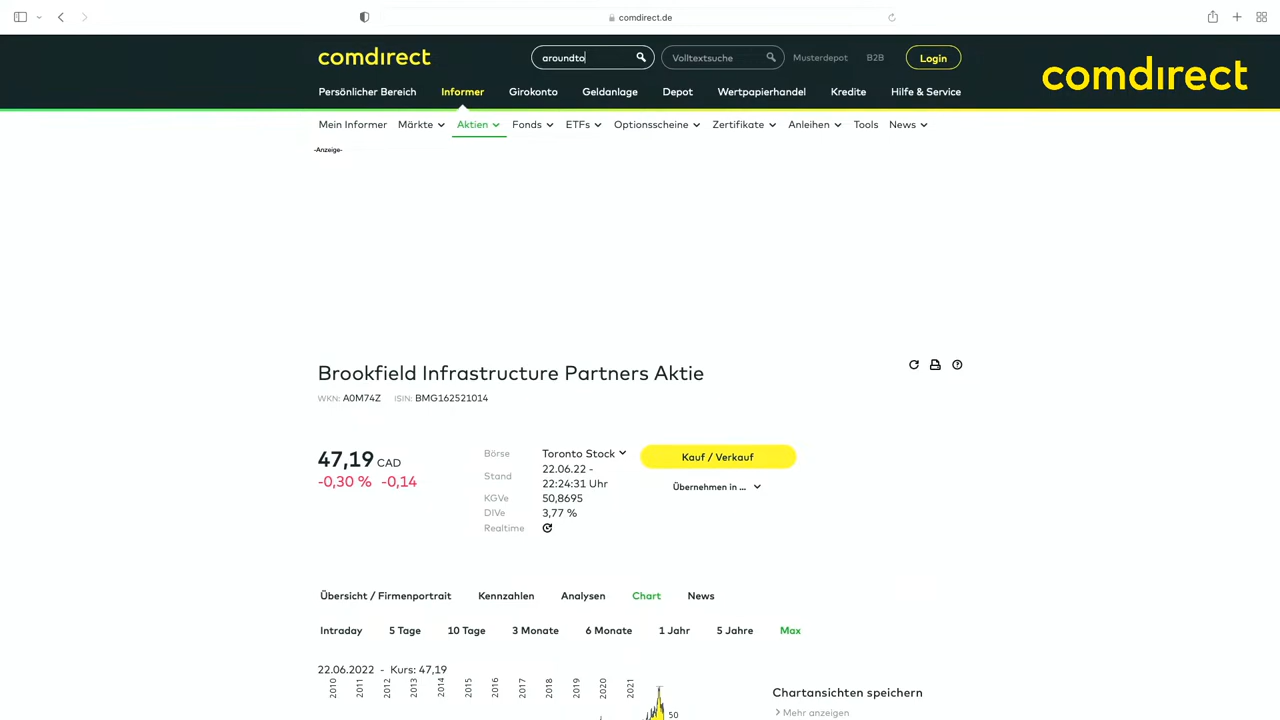 comdirect.de
comdirect
aroundto
Volltextsuche
Musterdepot
B2B
Login
comdirect
Persönlicher Bereich
Informer
Girokonto
Geldanlage
Depot
Wertpapierhandel
Kredite
Hilfe & Service
Mein Informer
Märkte
Aktien
Fonds
ETFs
Optionsscheine
Zertifikate
Anleihen
Tools
News
-Anzeige-
Brookfield Infrastructure Partners Aktie
WKN: A0M74Z ISIN: BMG162521014
47,19 CAD
-0,30 % -0,14
Börse Toronto Stock
Stand 22.06.22 -
22:24:31 Uhr
KGVe 50,8695
DIVe 3,77 %
Realtime
Kauf / Verkauf
Übernehmen in ...
Übersicht / Firmenportrait
Kennzahlen
Analysen
Chart
News
Intraday
5 Tage
10 Tage
3 Monate
6 Monate
1 Jahr
5 Jahre
Max
22.06.2022 - Kurs: 47,19
2010
2011
2012
2013
2014
2015
2016
2017
2018
2019
2020
2021
50
Chartansichten speichern
Mehr anzeigen